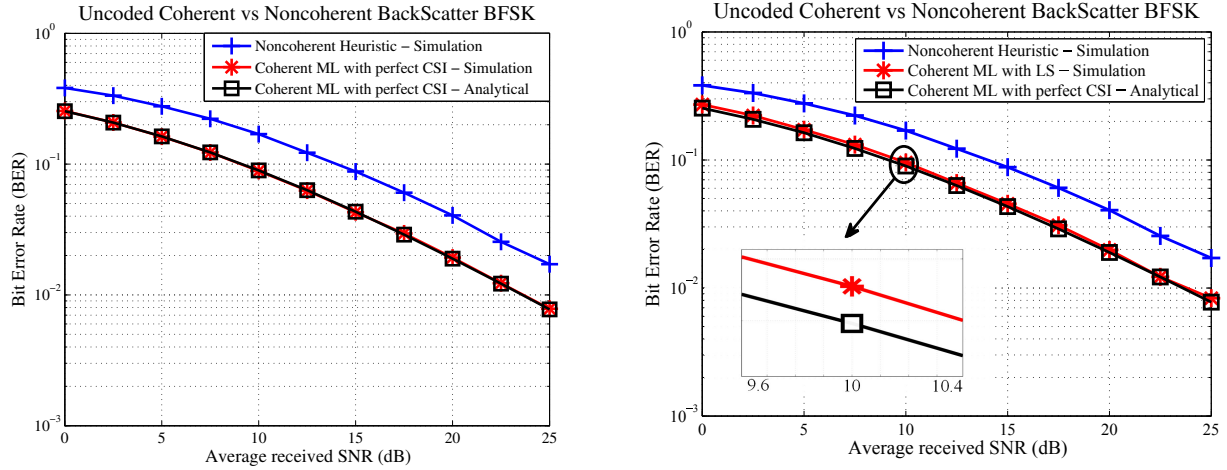 Uncoded Coherent vs Noncoherent BackScatter BFSK
10^0
10^-1
10^-2
10^-3
Bit Error Rate (BER)
Noncoherent Heuristic – Simulation
Coherent ML with perfect CSI – Simulation
Coherent ML with perfect CSI – Analytical
0 5 10 15 20 25
Average received SNR (dB)
Uncoded Coherent vs Noncoherent BackScatter BFSK
10^0
10^-1
10^-2
10^-3
Bit Error Rate (BER)
Noncoherent Heuristic – Simulation
Coherent ML with LS – Simulation
Coherent ML with perfect CSI – Analytical
9.6 10 10.4
0 5 10 15 20 25
Average received SNR (dB)